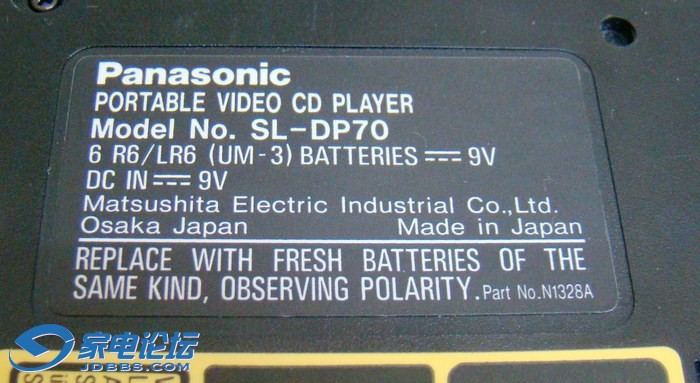 Panasonic
PORTABLE VIDEO CD PLAYER
Model No. SL-DP70
6 R6/LR6 (UM-3) BATTERIES ⎓ 9V
DC IN ⎓ 9V
Matsushita Electric Industrial Co.,Ltd.
Osaka Japan Made in Japan
REPLACE WITH FRESH BATTERIES OF THE
SAME KIND, OBSERVING POLARITY. Part No.N1328A
家电论坛
JDBBS.COM